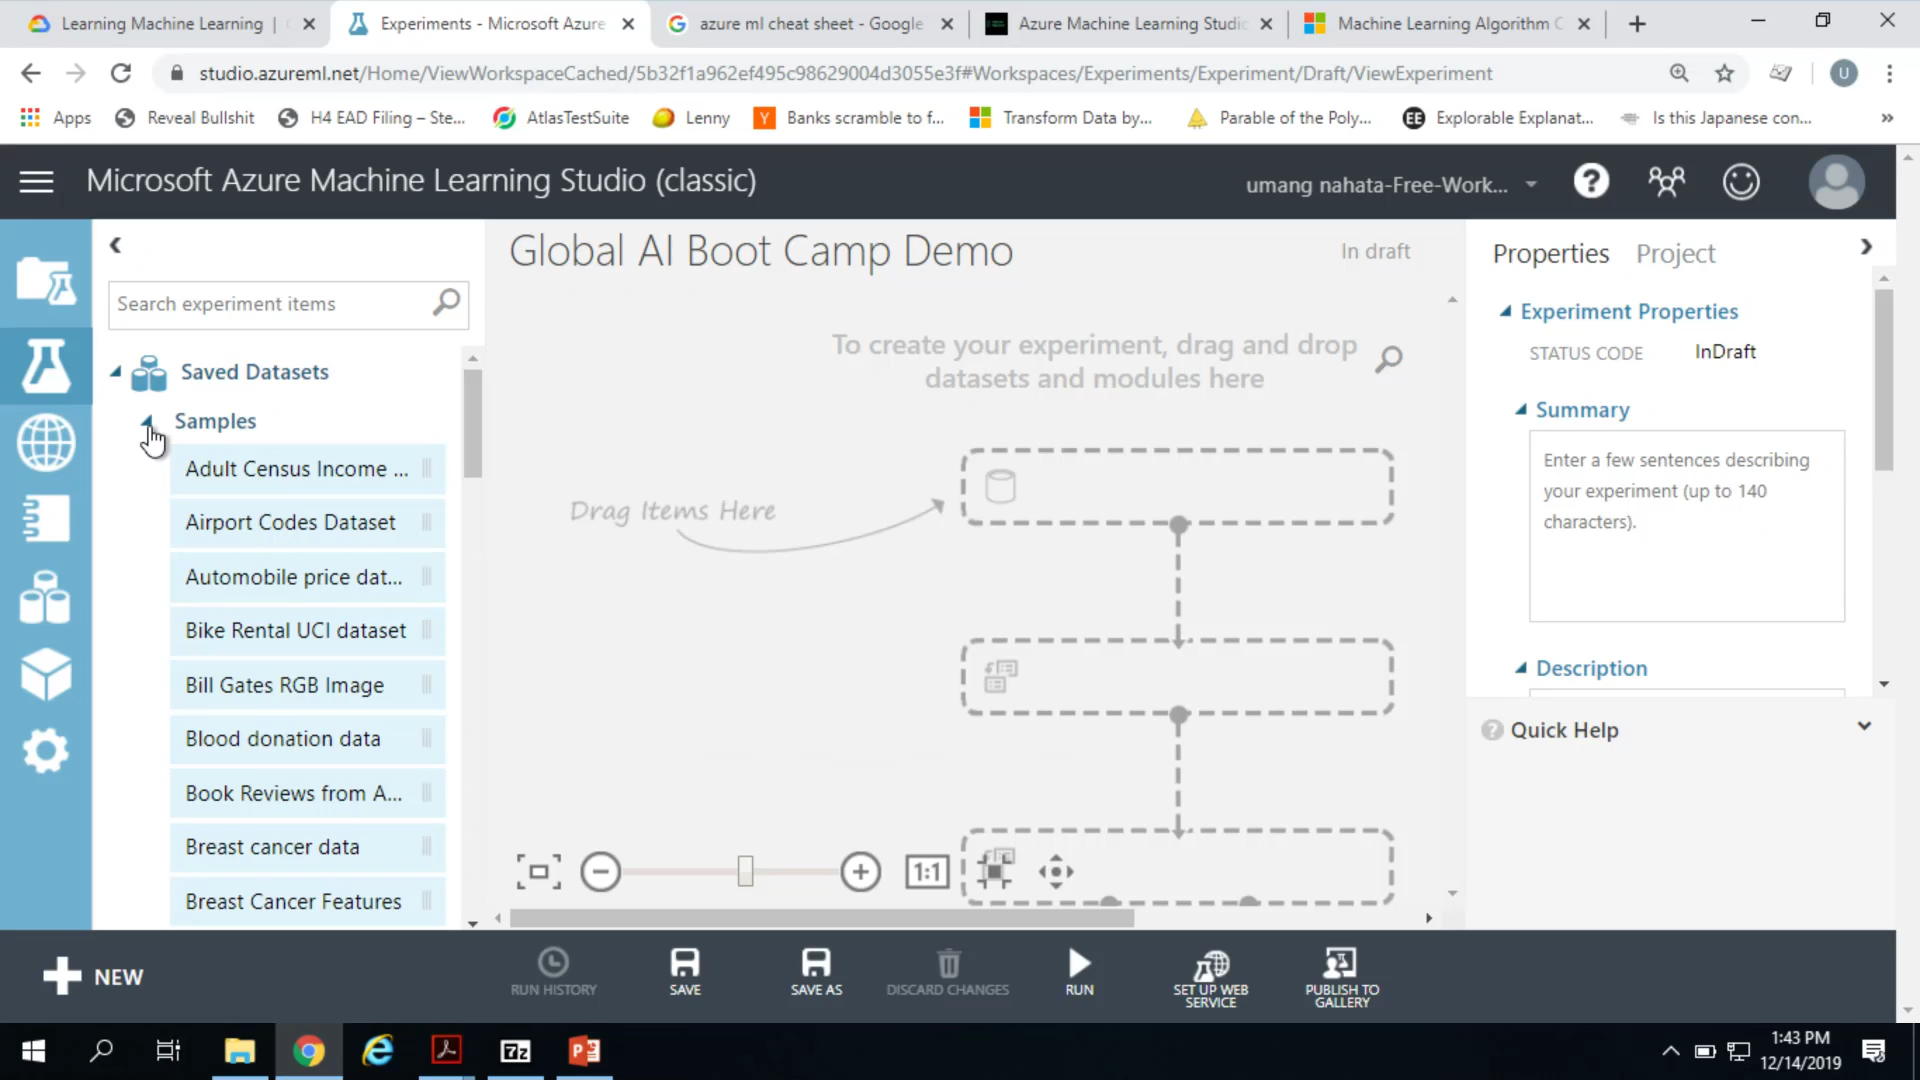 Learning Machine Learning |
Experiments - Microsoft Azure
azure ml cheat sheet - Google
Azure Machine Learning Studio
Machine Learning Algorithm C
studio.azureml.net/Home/ViewWorkspaceCached/5b32f1a962ef495c98629004d3055e3f#Workspaces/Experiments/Experiment/Draft/ViewExperiment
U
Apps
Reveal Bullshit
H4 EAD Filing – Ste...
AtlasTestSuite
Lenny
Y
Banks scramble to f...
Transform Data by...
Parable of the Poly...
EE
Explorable Explanat...
Is this Japanese con...
»
Microsoft Azure Machine Learning Studio (classic)
umang nahata-Free-Work...
Search experiment items
Saved Datasets
Samples
Adult Census Income ...
Airport Codes Dataset
Automobile price dat...
Bike Rental UCI dataset
Bill Gates RGB Image
Blood donation data
Book Reviews from A...
Breast cancer data
Breast Cancer Features
Global AI Boot Camp Demo
In draft
To create your experiment, drag and drop
datasets and modules here
Drag Items Here
1:1
Properties
Project
Experiment Properties
STATUS CODE
InDraft
Summary
Enter a few sentences describing
your experiment (up to 140
characters).
Description
Quick Help
NEW
RUN HISTORY
SAVE
SAVE AS
DISCARD CHANGES
RUN
SET UP WEB
SERVICE
PUBLISH TO
GALLERY
7z
1:43 PM
12/14/2019